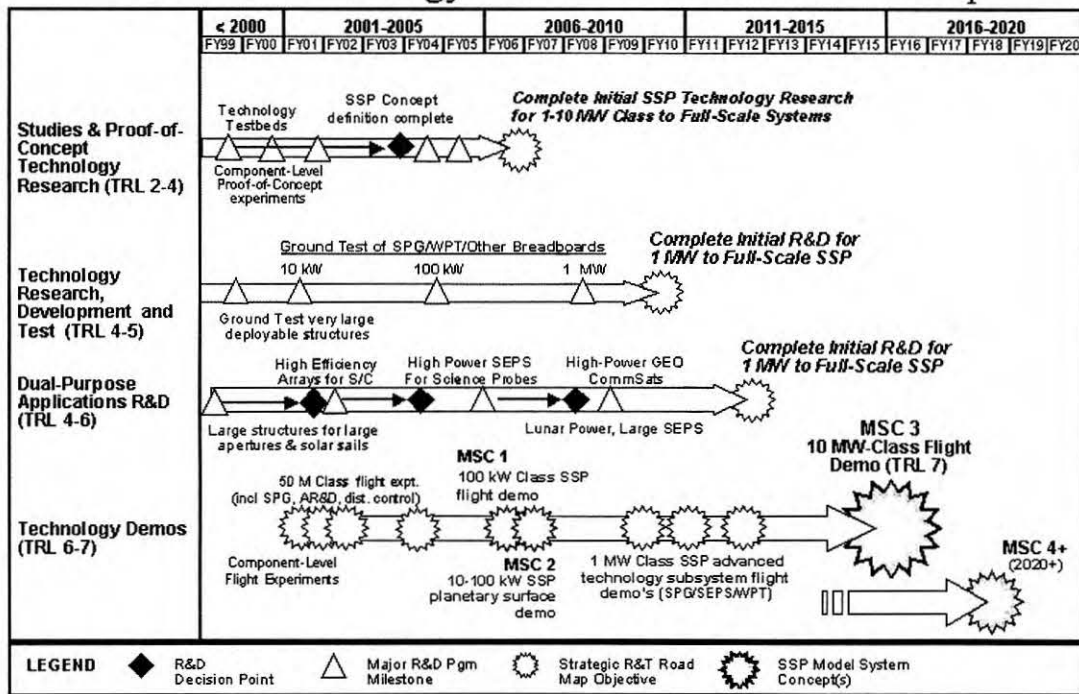 < 2000 2001-2005 2006-2010 2011-2015 2016-2020
FY99 FY00 FY01 FY02 FY03 FY04 FY05 FY06 FY07 FY08 FY09 FY10 FY11 FY12 FY13 FY14 FY15 FY16 FY17 FY18 FY19 FY20
Studies & Proof-of-
Concept
Technology
Research (TRL 2-4)
Technology
Testbeds
SSP Concept
definition complete
Complete Initial SSP Technology Research
for 1-10 MW Class to Full-Scale Systems
Component-Level
Proof-of-Concept
experiments
Technology
Research,
Development and
Test (TRL 4-5)
Ground Test of SPG/WPT/Other Breadboards
10 kW 100 kW 1 MW
Complete Initial R&D for
1 MW to Full-Scale SSP
Ground Test very large
deployable structures
Dual-Purpose
Applications R&D
(TRL 4-6)
High Efficiency
Arrays for S/C
High Power SEPS
For Science Probes
High-Power GEO
CommSats
Complete Initial R&D for
1 MW to Full-Scale SSP
Large structures for large
apertures & solar sails
Lunar Power, Large SEPS
Technology Demos
(TRL 6-7)
50 M Class flight expt.
(incl SPG, AR&D, dist. control)
MSC 1
100 kW Class SSP
flight demo
MSC 3
10 MW-Class Flight
Demo (TRL 7)
Component-Level
Flight Experiments
MSC 2
10-100 kW SSP
planetary surface
demo
1 MW Class SSP advanced
technology subsystem flight
demo's (SPG/SEPS/WPT)
MSC 4+
(2020+)
LEGEND
R&D
Decision Point
Major R&D Pgm
Milestone
Strategic R&T Road
Map Objective
SSP Model System
Concept(s)